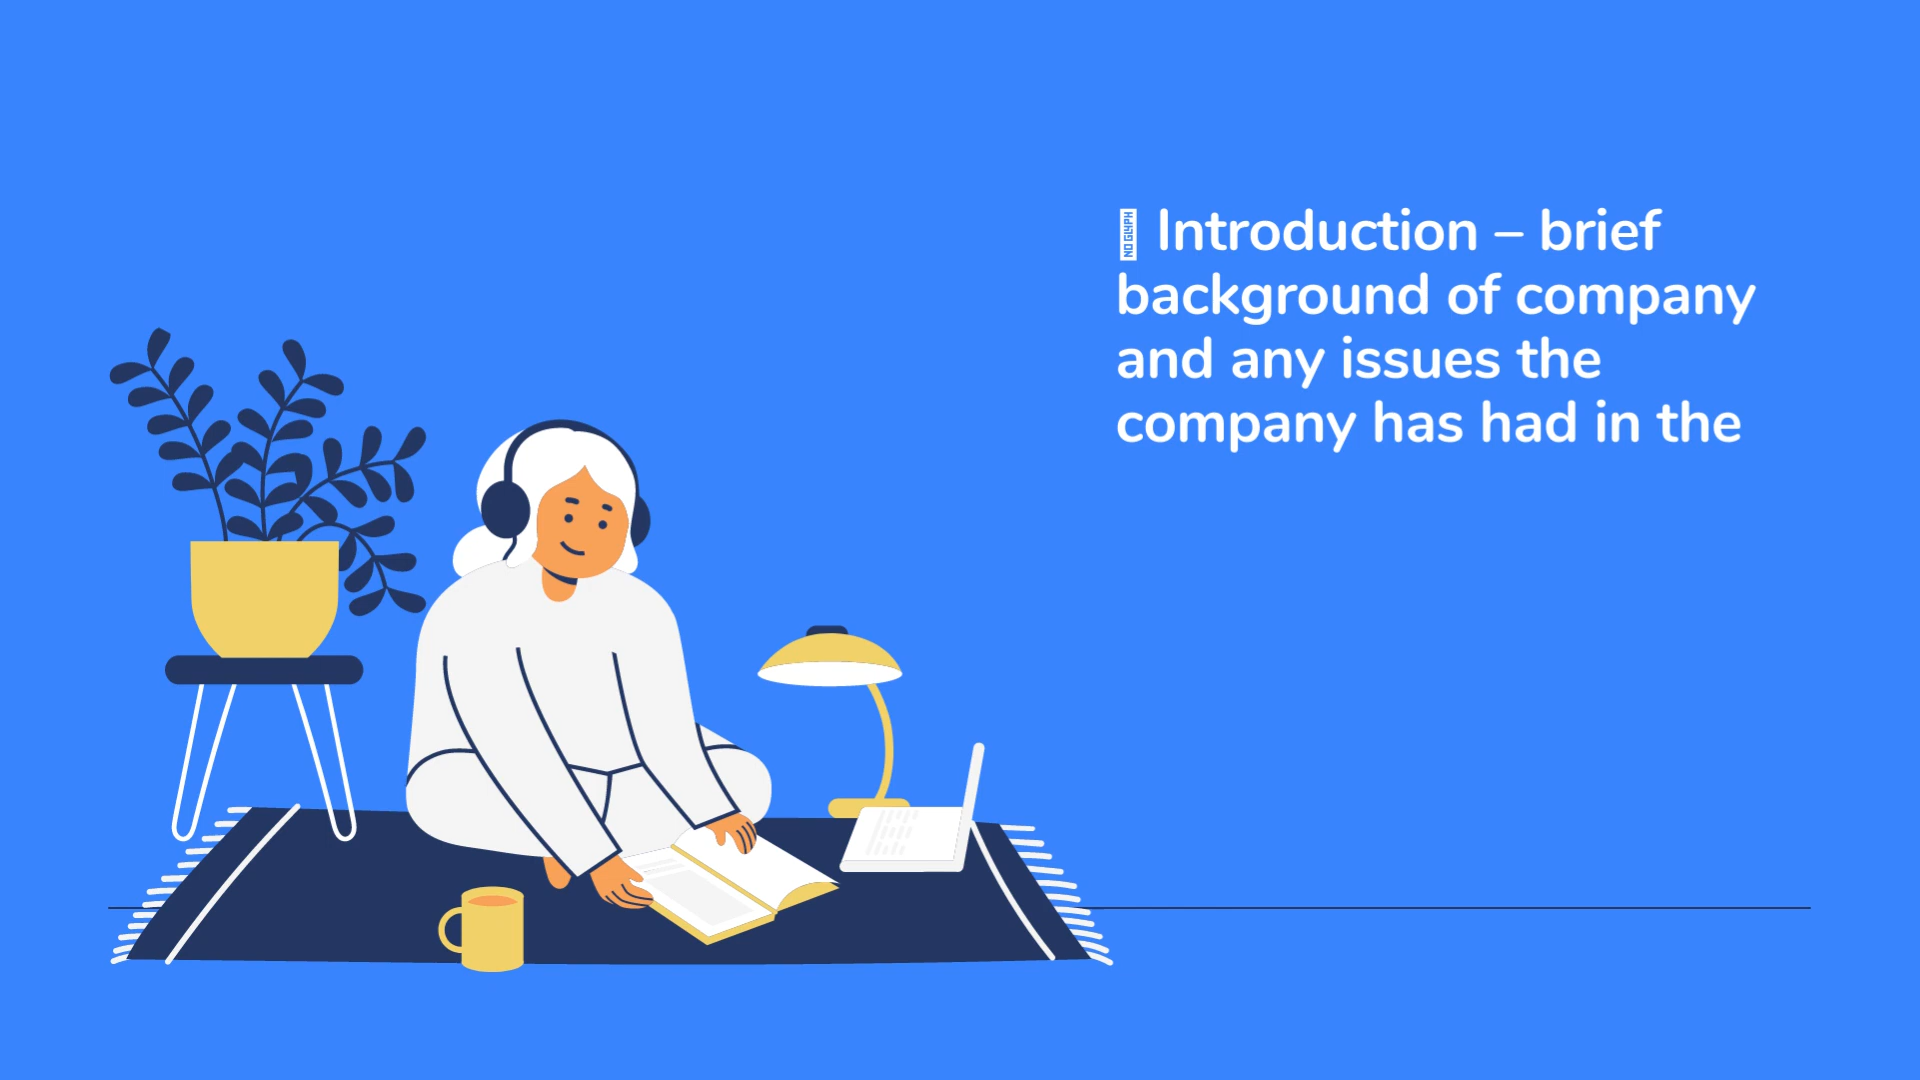 Introduction – brief
background of company
and any issues the
company has had in the